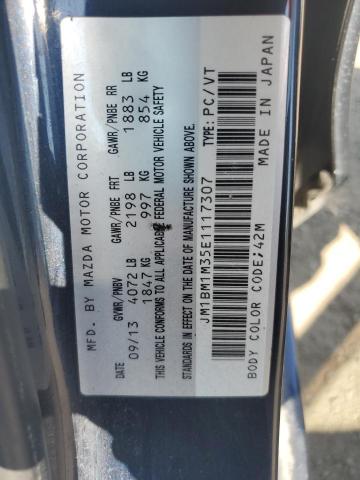 MFD. BY MAZDA MOTOR CORPORATION
GVWR/PNBV GAWR/PNBE FRT GAWR/PNBE RR
DATE 4072 LB 2198 LB 1883 LB
09/13 1847 KG 997 KG 854 KG
THIS VEHICLE CONFORMS TO ALL APPLICABLE FEDERAL MOTOR VEHICLE SAFETY
STANDARDS IN EFFECT ON THE DATE OF MANUFACTURE SHOWN ABOVE.
JM1BM1M35E1117307 TYPE: PC/VT
BODY COLOR CODE;42M MADE IN JAPAN